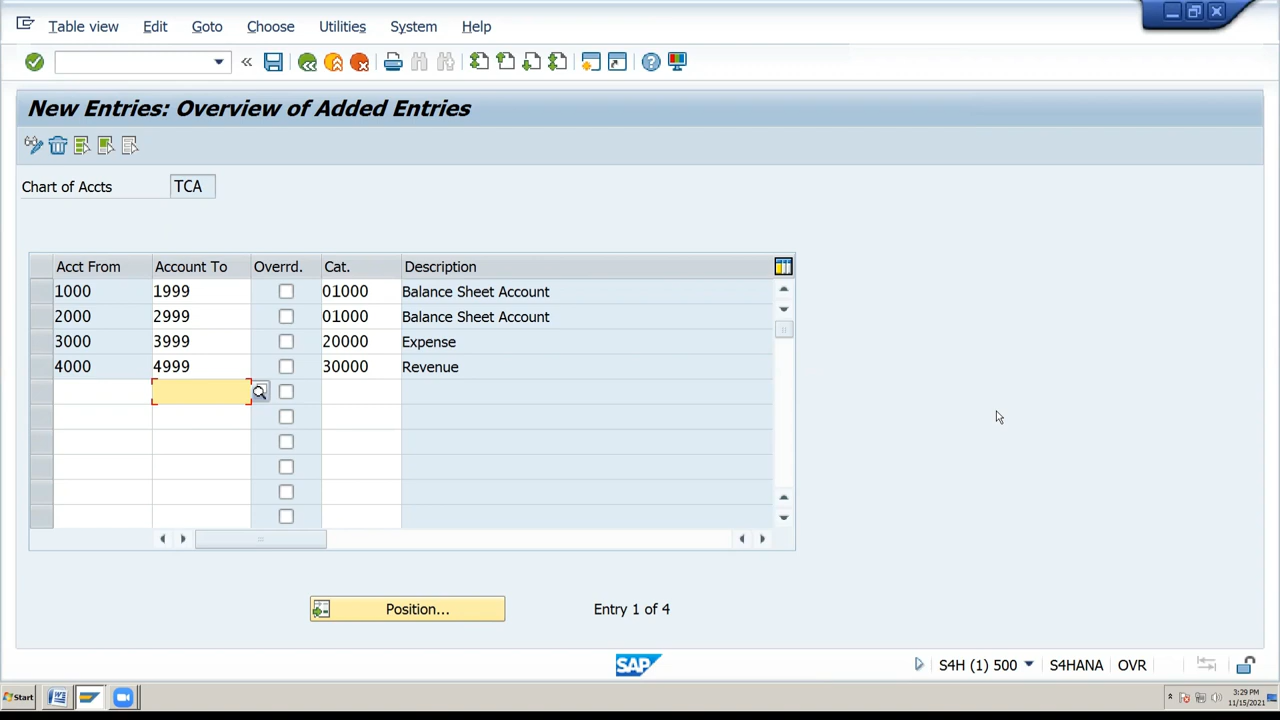 Table view Edit Goto Choose Utilities System Help
New Entries: Overview of Added Entries
Chart of Accts TCA
Acct From Account To Overrd. Cat. Description
1000 1999 01000 Balance Sheet Account
2000 2999 01000 Balance Sheet Account
3000 3999 20000 Expense
4000 4999 30000 Revenue
Position... Entry 1 of 4
SAP S4H (1) 500 S4HANA OVR
Start 3:29 PM
11/15/2021